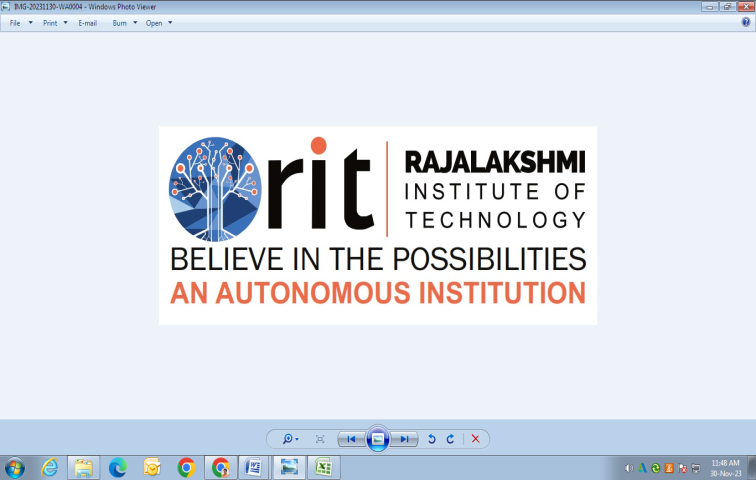 IMG-20231130-WA0004 - Windows Photo Viewer
File Print E-mail Burn Open
rit
RAJALAKSHMI
INSTITUTE OF
TECHNOLOGY
BELIEVE IN THE POSSIBILITIES
AN AUTONOMOUS INSTITUTION
11:48 AM
30-Nov-23